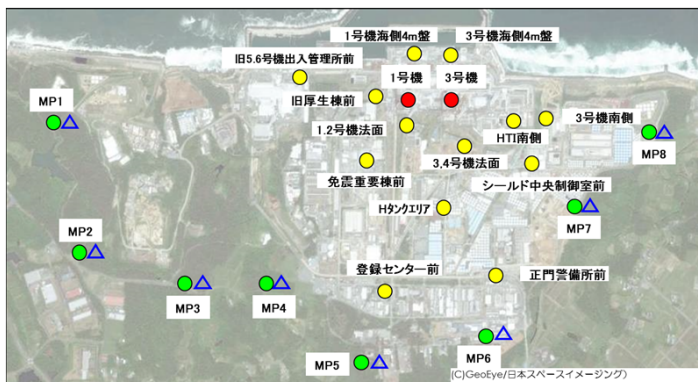 1号機海側4m盤
3号機海側4m盤
旧5.6号機出入管理所前
1号機
3号機
MP1
旧厚生棟前
3号機南側
1.2号機法面
HTI南側
MP8
3,4号機法面
免震重要棟前
シールド中央制御室前
Hタンクエリア
MP7
MP2
登録センター前
正門警備所前
MP3
MP4
MP5
MP6
(C)GeoEye/日本スペースイメージング)